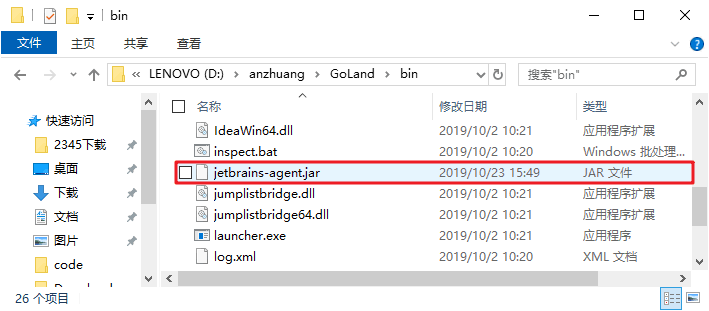 bin
文件 主页 共享 查看
« LENOVO (D:) › anzhuang › GoLand › bin 搜索"bin"
名称 修改日期 类型
快速访问
2345下载
桌面
下载
文档
图片
code
IdeaWin64.dll 2019/10/2 10:21 应用程序扩展
inspect.bat 2019/10/2 10:20 Windows 批处理...
jetbrains-agent.jar 2019/10/23 15:49 JAR 文件
jumplistbridge.dll 2019/10/2 10:21 应用程序扩展
jumplistbridge64.dll 2019/10/2 10:21 应用程序扩展
launcher.exe 2019/10/2 10:21 应用程序
log.xml 2019/10/2 10:20 XML 文档
26 个项目